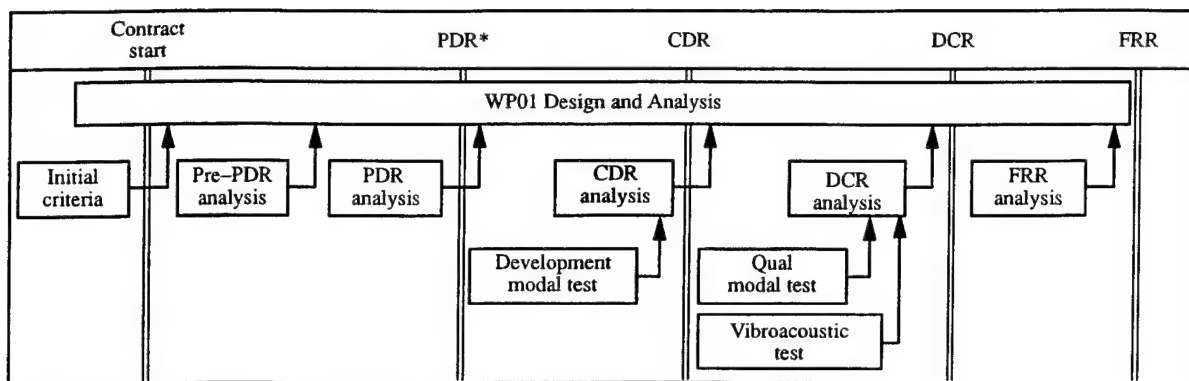 Contract
start
PDR*
CDR
DCR
FRR
WP01 Design and Analysis
Initial
criteria
Pre–PDR
analysis
PDR
analysis
CDR
analysis
DCR
analysis
FRR
analysis
Development
modal test
Qual
modal test
Vibroacoustic
test